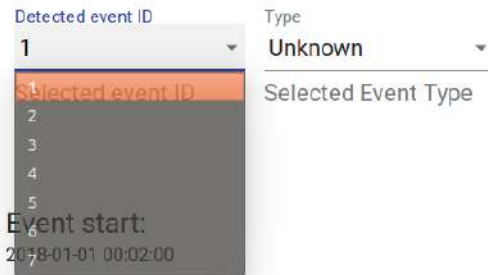 Detected event ID
Type
1
Unknown
1
Selected event ID
Selected Event Type
2
3
4
5
6
Event start:
2018-01-01 00:02:00
7